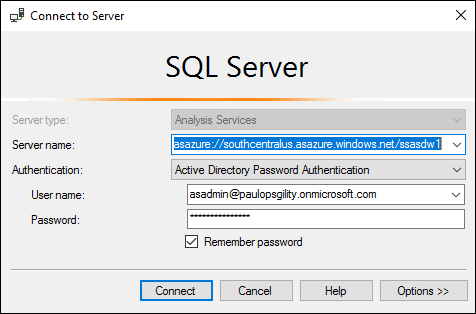 Connect to Server
SQL Server
Server type: Analysis Services
Server name: asazure://southcentralus.asazure.windows.net/ssasdw1
Authentication: Active Directory Password Authentication
User name: asadmin@paulopsgility.onmicrosoft.com
Password: ***************
Remember password
Connect Cancel Help Options >>